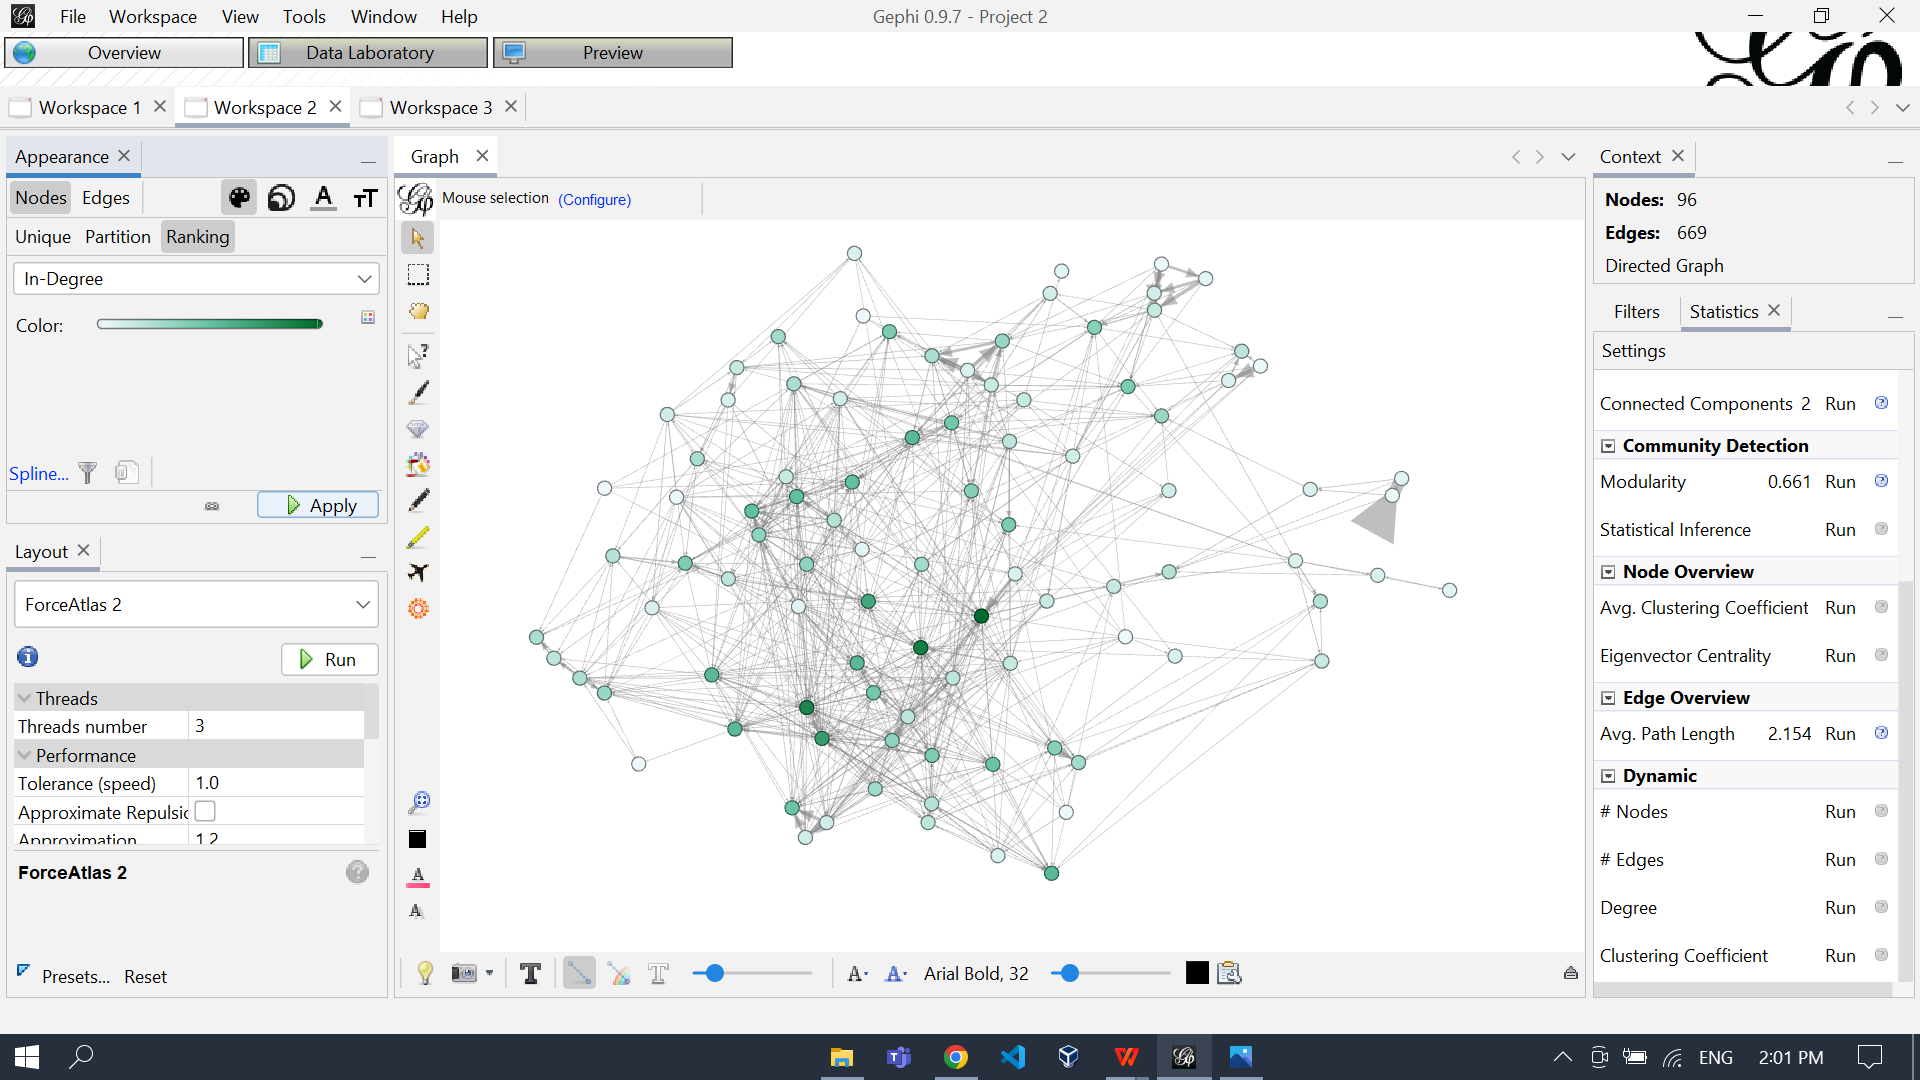 File Workspace View Tools Window Help
Gephi 0.9.7 - Project 2
Overview
Data Laboratory
Preview
Workspace 1
Workspace 2
Workspace 3
Appearance
Nodes Edges
Unique Partition Ranking
In-Degree
Color:
Spline...
Apply
Layout
ForceAtlas 2
Run
Threads
Threads number 3
Performance
Tolerance (speed) 1.0
Approximate Repulsic
Approximation 1.2
ForceAtlas 2
Presets... Reset
Graph
Mouse selection (Configure)
Arial Bold, 32
Context
Nodes: 96
Edges: 669
Directed Graph
Filters Statistics
Settings
Connected Components 2 Run
Community Detection
Modularity 0.661 Run
Statistical Inference Run
Node Overview
Avg. Clustering Coefficient Run
Eigenvector Centrality Run
Edge Overview
Avg. Path Length 2.154 Run
Dynamic
# Nodes Run
# Edges Run
Degree Run
Clustering Coefficient Run
ENG 2:01 PM